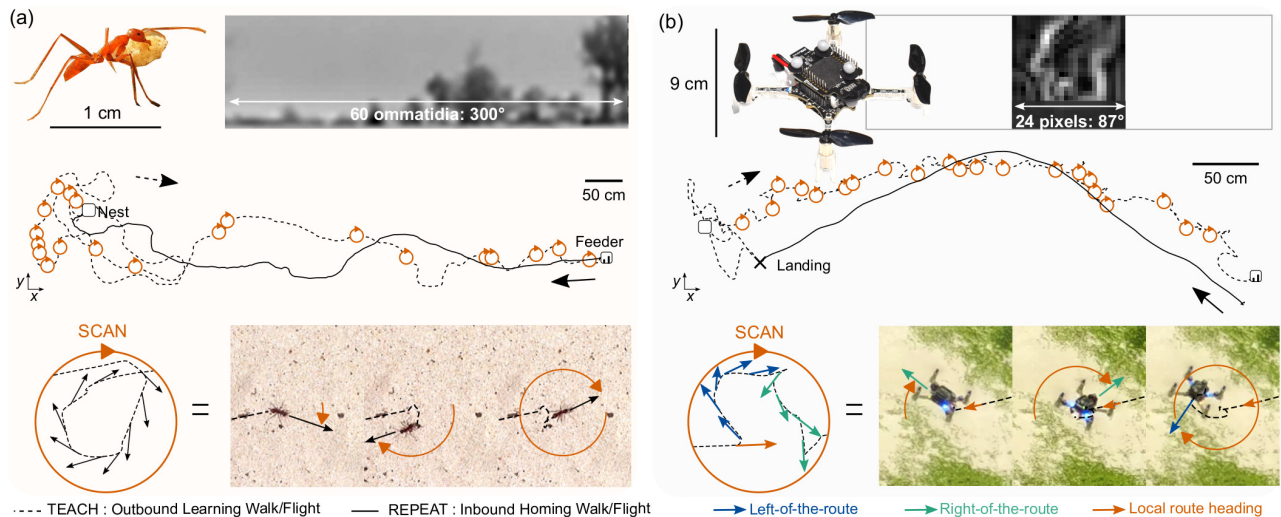 (a)
1 cm
60 ommatidia: 300°
50 cm
Nest
Feeder
y
x
SCAN
=
(b)
9 cm
24 pixels: 87°
50 cm
Landing
y
x
SCAN
=
TEACH : Outbound Learning Walk/Flight
REPEAT : Inbound Homing Walk/Flight
Left-of-the-route
Right-of-the-route
Local route heading